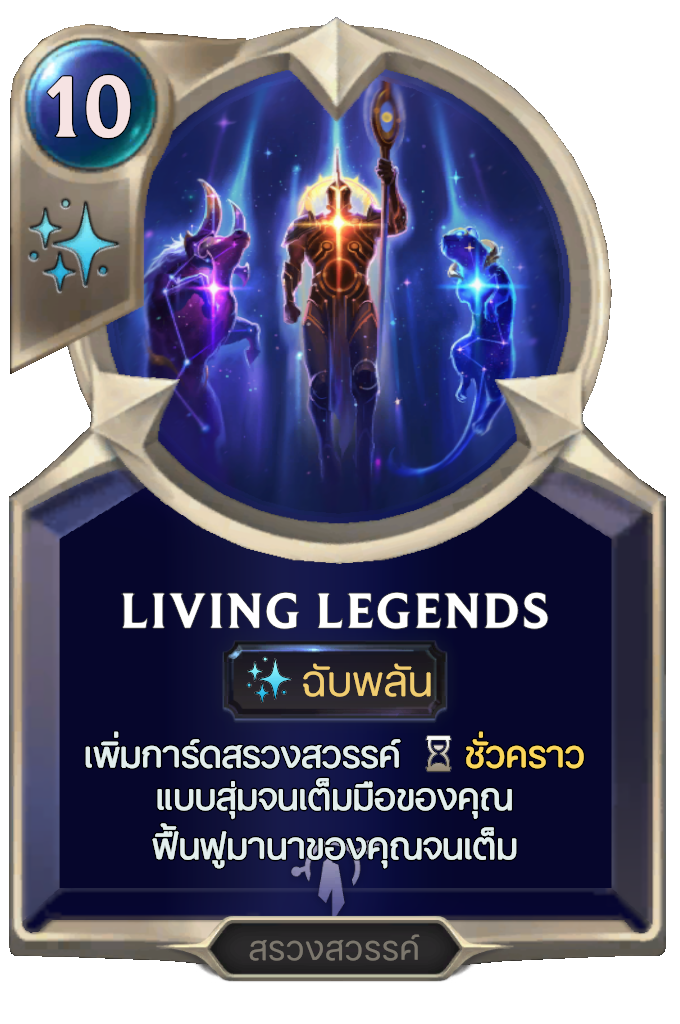 10
LIVING LEGENDS
ฉับพลัน
เพิ่มการ์ดสรวงสวรรค์ ชั่วคราว
แบบสุ่มจนเต็มมือของคุณ
ฟื้นฟูมานาของคุณจนเต็ม
สรวงสวรรค์